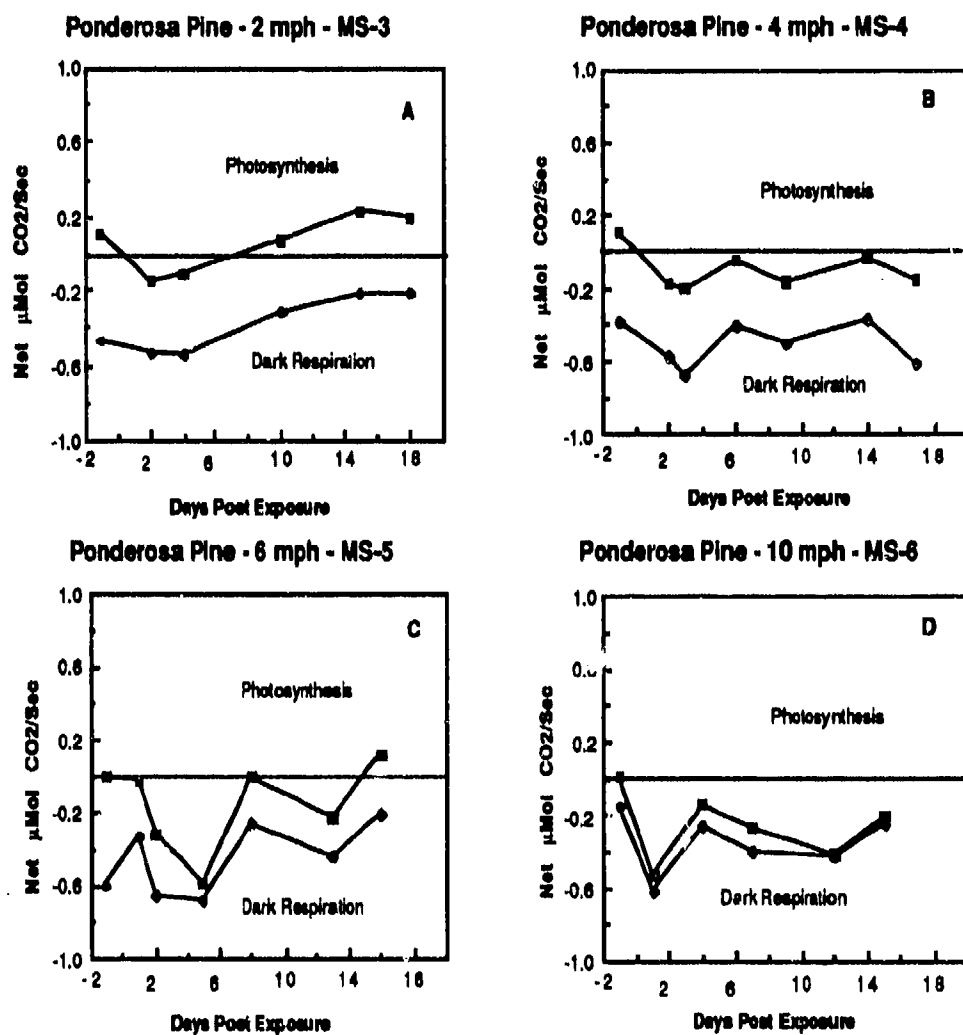 Ponderosa Pine - 2 mph - MS-3
1.0
0.6
0.2
-0.2
-0.6
-1.0
Net µMol CO2/Sec
A
Photosynthesis
Dark Respiration
-2 2 6 10 14 18
Days Post Exposure
Ponderosa Pine - 4 mph - MS-4
1.0
0.6
0.2
-0.2
-0.6
-1.0
Net µMol CO2/Sec
B
Photosynthesis
Dark Respiration
-2 2 6 10 14 18
Days Post Exposure
Ponderosa Pine - 6 mph - MS-5
1.0
0.6
0.2
-0.2
-0.6
-1.0
Net µMol CO2/Sec
C
Photosynthesis
Dark Respiration
-2 2 6 10 14 18
Days Post Exposure
Ponderosa Pine - 10 mph - MS-6
1.0
0.6
0.2
-0.2
-0.6
-1.0
Net µMol CO2/Sec
D
Photosynthesis
Dark Respiration
-2 2 6 10 14 18
Days Post Exposure